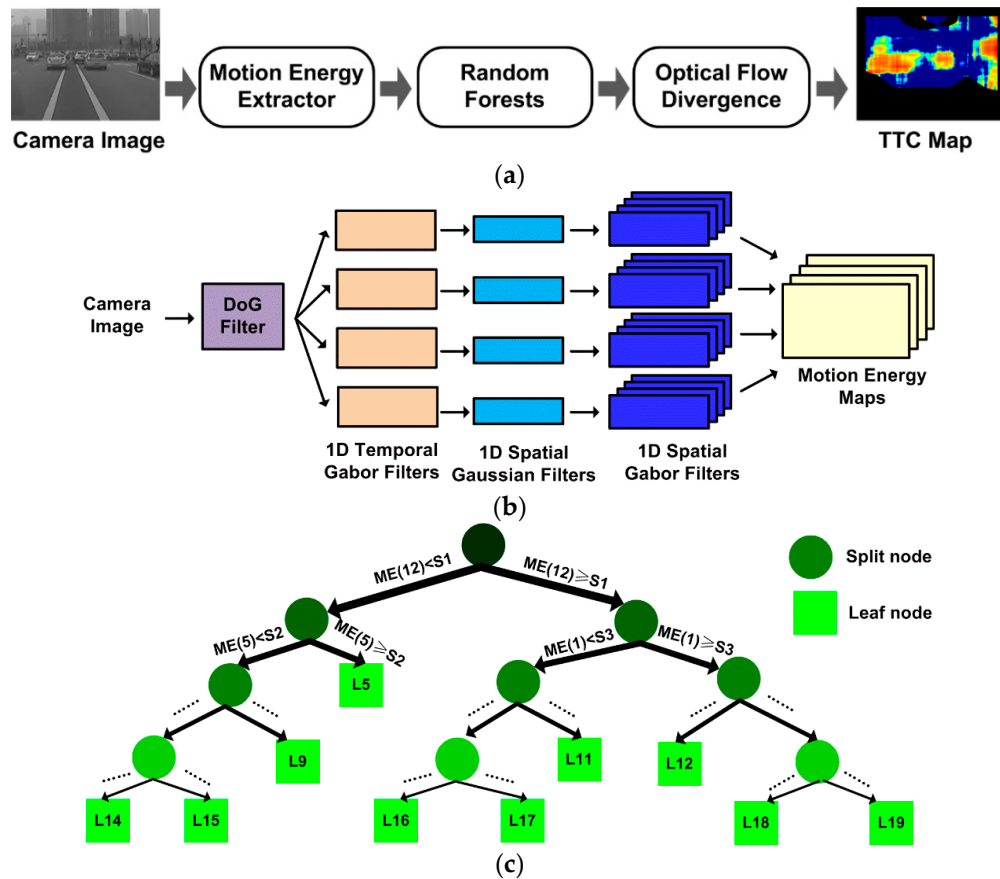 Motion Energy
Extractor
Random
Forests
Optical Flow
Divergence
Camera Image
TTC Map
(a)
Camera
Image
DoG
Filter
Motion Energy
Maps
1D Temporal
Gabor Filters
1D Spatial
Gaussian Filters
1D Spatial
Gabor Filters
(b)
ME(12)<S1
ME(12)≥S1
Split node
Leaf node
ME(5)<S2
ME(5)≥S2
ME(1)<S3
ME(1)≥S3
L5
L9
L11
L12
L14
L15
L16
L17
L18
L19
(c)